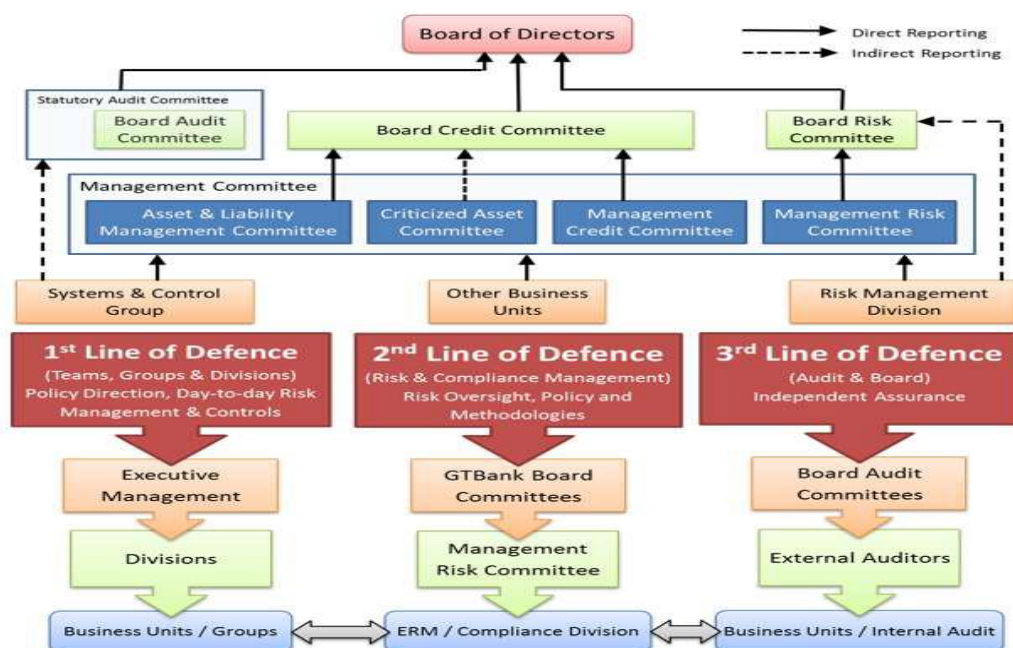 Board of Directors
Direct Reporting
Indirect Reporting
Statutory Audit Committee
Board Audit
Committee
Board Credit Committee
Board Risk
Committee
Management Committee
Asset & Liability
Management Committee
Criticized Asset
Committee
Management
Credit Committee
Management Risk
Committee
Systems & Control
Group
Other Business
Units
Risk Management
Division
1st Line of Defence
(Teams, Groups & Divisions)
Policy Direction, Day-to-day Risk
Management & Controls
2nd Line of Defence
(Risk & Compliance Management)
Risk Oversight, Policy and
Methodologies
3rd Line of Defence
(Audit & Board)
Independent Assurance
Executive
Management
GTBank Board
Committees
Board Audit
Committees
Divisions
Management
Risk Committee
External Auditors
Business Units / Groups
ERM / Compliance Division
Business Units / Internal Audit